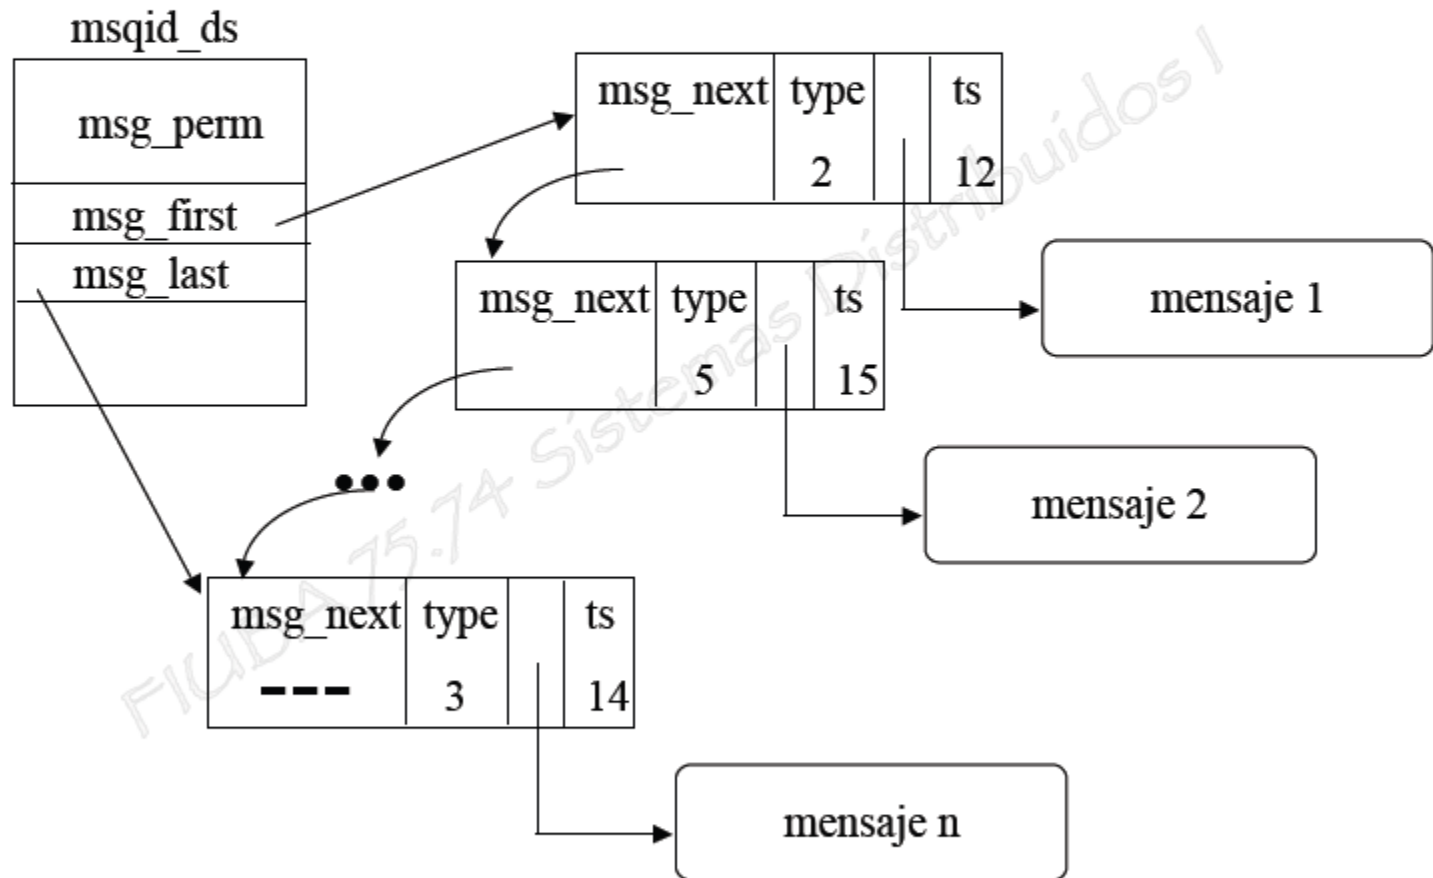 msqid_ds
msg_perm
msg_first
msg_last
msg_next type ts
2 12
mensaje 1
msg_next type ts
5 15
mensaje 2
•••
msg_next type ts
--- 3 14
mensaje n
FIUBA 75.74 Sistemas Distribuidos I